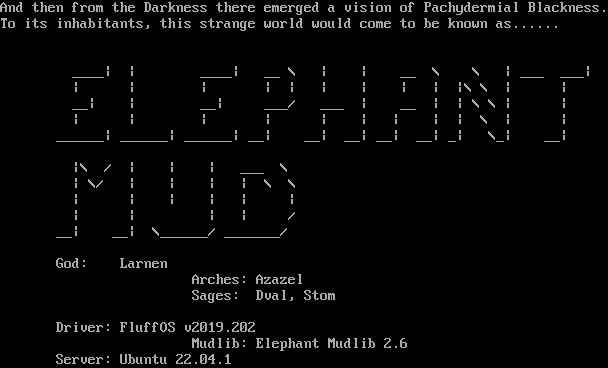 And then from the Darkness there emerged a vision of Pachydermial Blackness.
To its inhabitants, this strange world would come to be known as......
ELEPHANT
MUD
God: Larnen
Arches: Azazel
Sages: Dval, Stom
Driver: FluffOS v2019.202
Mudlib: Elephant Mudlib 2.6
Server: Ubuntu 22.04.1